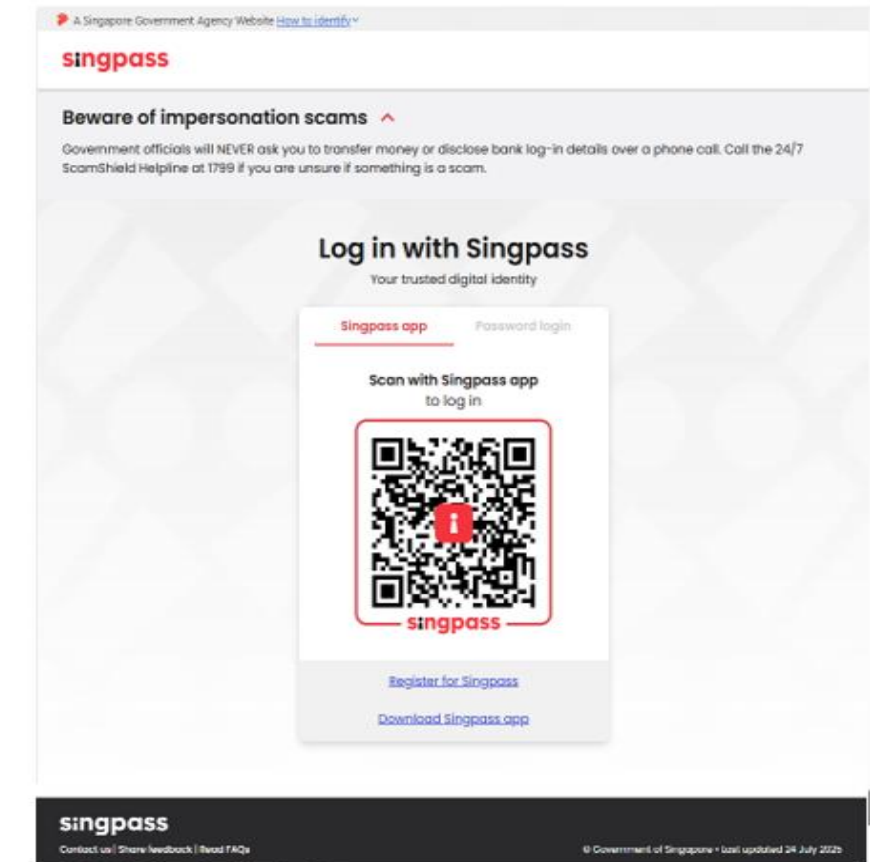 A Singapore Government Agency Website How to identify
singpass
Beware of impersonation scams
Government officials will NEVER ask you to transfer money or disclose bank log-in details over a phone call. Call the 24/7
ScamShield Helpline at 1799 if you are unsure if something is a scam.
Log in with Singpass
Your trusted digital identity
Singpass app Password login
Scan with Singpass app
to log in
singpass
Register for Singpass
Download Singpass app
singpass
Contact us | Share feedback | Read FAQs © Government of Singapore • Last updated 24 July 2025